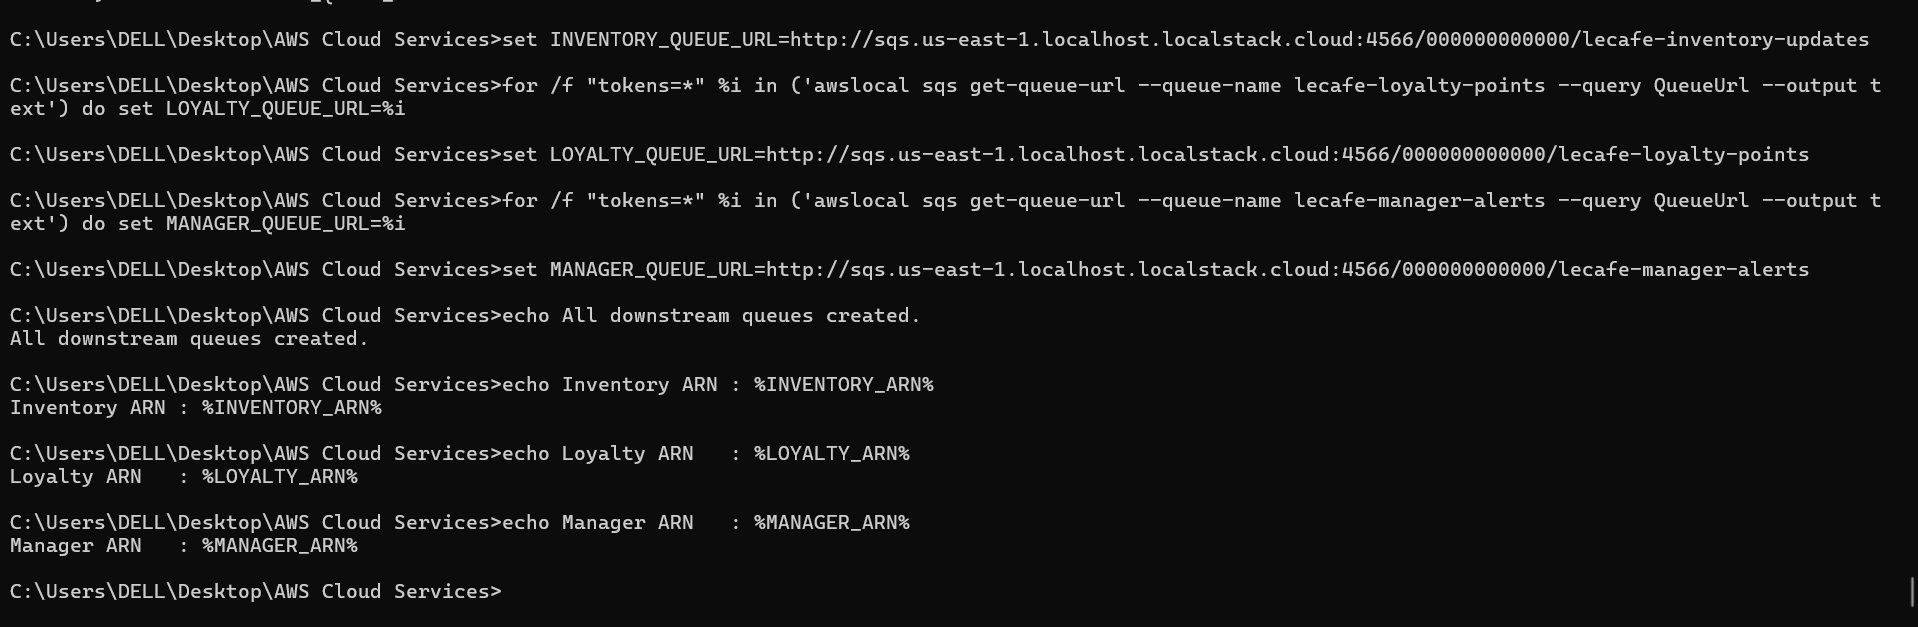 C:\Users\DELL\Desktop\AWS Cloud Services>set INVENTORY_QUEUE_URL=http://sqs.us-east-1.localhost.localstack.cloud:4566/000000000000/lecafe-inventory-updates
C:\Users\DELL\Desktop\AWS Cloud Services>for /f "tokens=*" %i in ('awslocal sqs get-queue-url --queue-name lecafe-loyalty-points --query QueueUrl --output t
ext') do set LOYALTY_QUEUE_URL=%i
C:\Users\DELL\Desktop\AWS Cloud Services>set LOYALTY_QUEUE_URL=http://sqs.us-east-1.localhost.localstack.cloud:4566/000000000000/lecafe-loyalty-points
C:\Users\DELL\Desktop\AWS Cloud Services>for /f "tokens=*" %i in ('awslocal sqs get-queue-url --queue-name lecafe-manager-alerts --query QueueUrl --output t
ext') do set MANAGER_QUEUE_URL=%i
C:\Users\DELL\Desktop\AWS Cloud Services>set MANAGER_QUEUE_URL=http://sqs.us-east-1.localhost.localstack.cloud:4566/000000000000/lecafe-manager-alerts
C:\Users\DELL\Desktop\AWS Cloud Services>echo All downstream queues created.
All downstream queues created.
C:\Users\DELL\Desktop\AWS Cloud Services>echo Inventory ARN : %INVENTORY_ARN%
Inventory ARN : %INVENTORY_ARN%
C:\Users\DELL\Desktop\AWS Cloud Services>echo Loyalty ARN   : %LOYALTY_ARN%
Loyalty ARN   : %LOYALTY_ARN%
C:\Users\DELL\Desktop\AWS Cloud Services>echo Manager ARN   : %MANAGER_ARN%
Manager ARN   : %MANAGER_ARN%
C:\Users\DELL\Desktop\AWS Cloud Services>